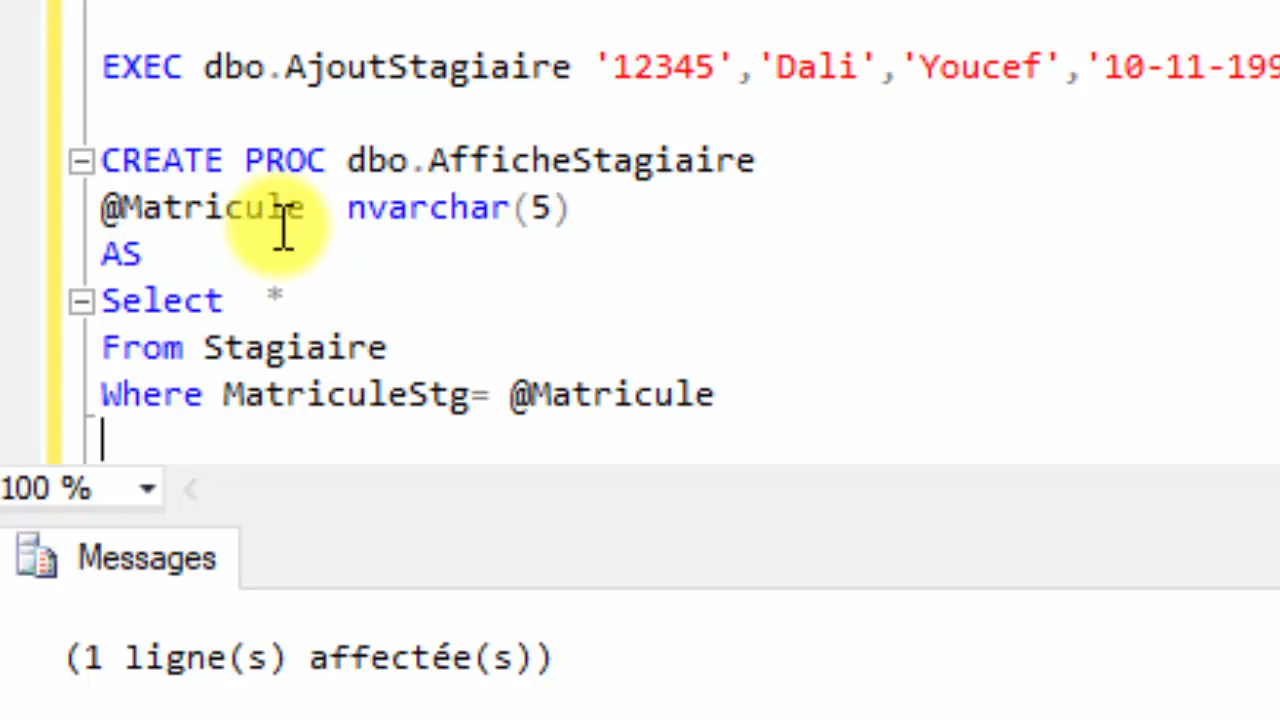 EXEC dbo.AjoutStagiaire '12345','Dali','Youcef','10-11-199
CREATE PROC dbo.AfficheStagiaire
@Matricule nvarchar(5)
AS
Select *
From Stagiaire
Where MatriculeStg= @Matricule
100 %
Messages
(1 ligne(s) affectée(s))